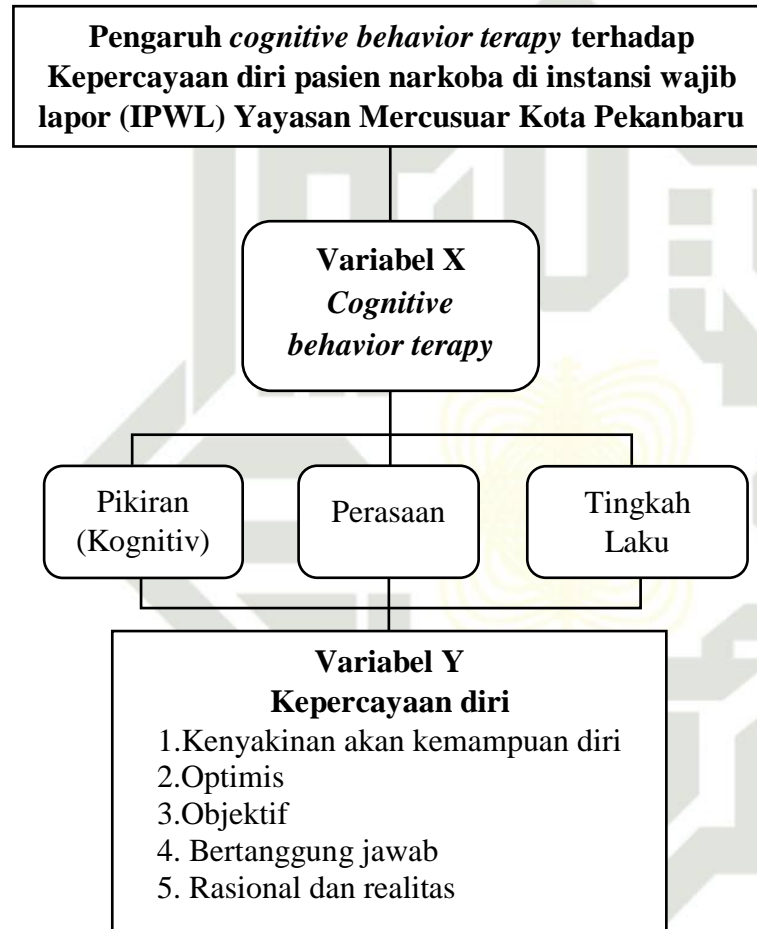 Pengaruh cognitive behavior terapy terhadap
Kepercayaan diri pasien narkoba di instansi wajib
lapor (IPWL) Yayasan Mercusuar Kota Pekanbaru
Variabel X
Cognitive
behavior terapy
Pikiran
(Kognitiv)
Perasaan
Tingkah
Laku
Variabel Y
Kepercayaan diri
1.Kenyakinan akan kemampuan diri
2.Optimis
3.Objektif
4. Bertanggung jawab
5. Rasional dan realitas